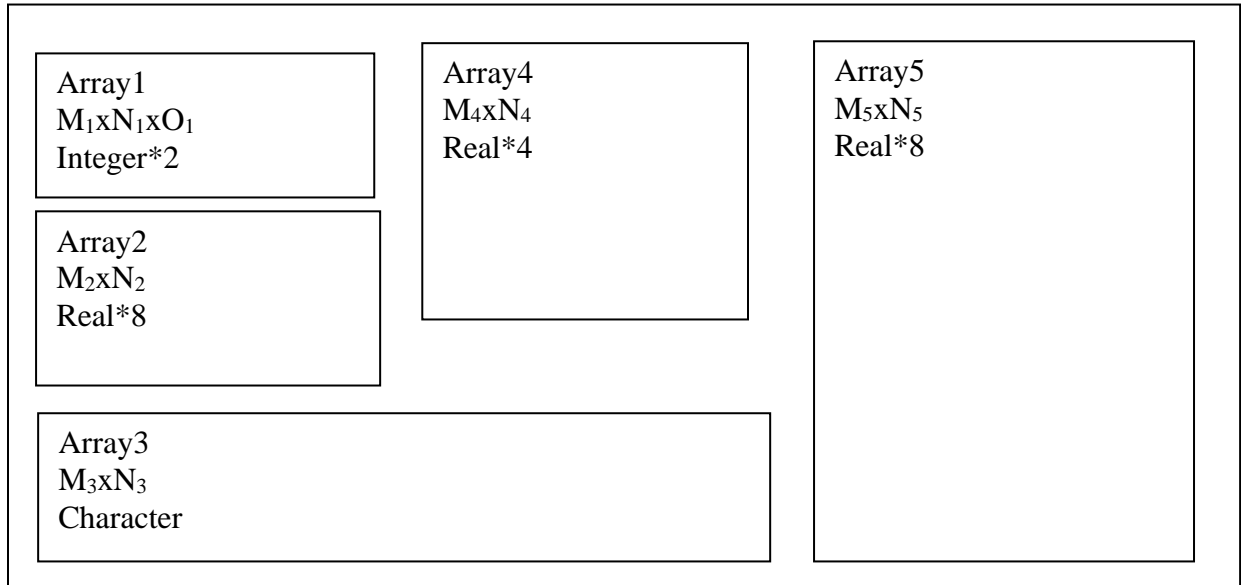 Array1
M₁xN₁xO₁
Integer*2
Array2
M₂xN₂
Real*8
Array3
M₃xN₃
Character
Array4
M₄xN₄
Real*4
Array5
M₅xN₅
Real*8